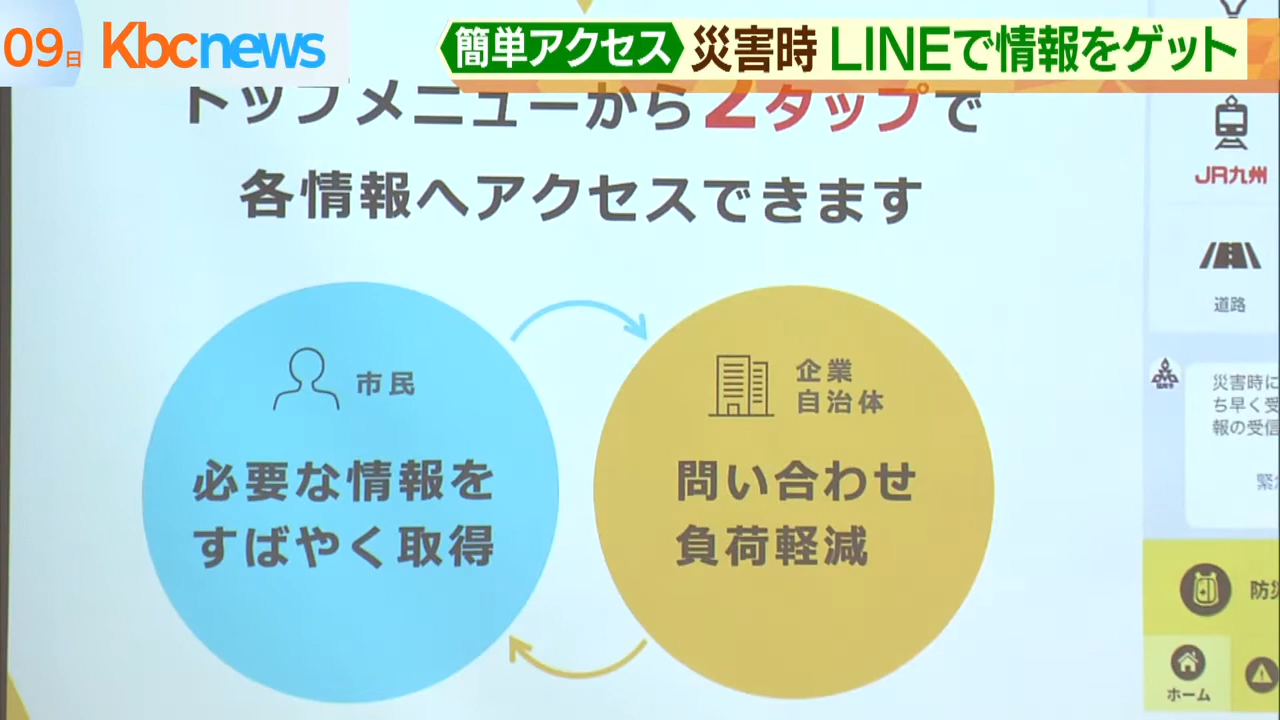 09日 Kbcnews
簡単アクセス 災害時 LINEで情報をゲット
トップメニューから2タップで
各情報へアクセスできます
市民
必要な情報を
すばやく取得
企業
自治体
問い合わせ
負荷軽減
JR九州
道路
災害時に
ち早く受
報の受信
緊
防災
ホーム